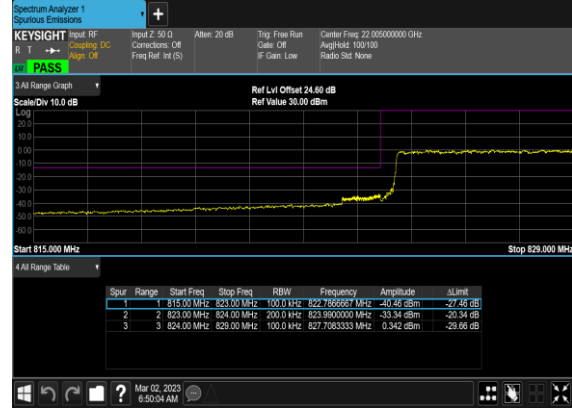 Spectrum Analyzer 1
Spurious Emissions
+
KEYSIGHT Input: RF Input Z: 50 Ω Atten: 20 dB Trig: Free Run Center Freq: 22.005000000 GHz
R T Coupling: DC Corrections: Off Gate: Off Avg|Hold: 100/100
Align: Off Freq Ref: Int (S) IF Gain: Low Radio Std: None
PASS
3 All Range Graph
Ref Lvl Offset 24.60 dB
Scale/Div 10.0 dB Ref Value 30.00 dBm
Log
20.0
10.0
0.00
-10.0
-20.0
-30.0
-40.0
-50.0
-60.0
Start 815.000 MHz Stop 829.000 MHz
4 All Range Table
Spur Range Start Freq Stop Freq RBW Frequency Amplitude ΔLimit
1 1 815.00 MHz 823.00 MHz 100.0 kHz 822.7866667 MHz -40.46 dBm -27.46 dB
2 2 823.00 MHz 824.00 MHz 200.0 kHz 823.9900000 MHz -33.34 dBm -20.34 dB
3 3 824.00 MHz 829.00 MHz 100.0 kHz 827.7083333 MHz 0.342 dBm -29.66 dB
? Mar 02, 2023
6:50:04 AM